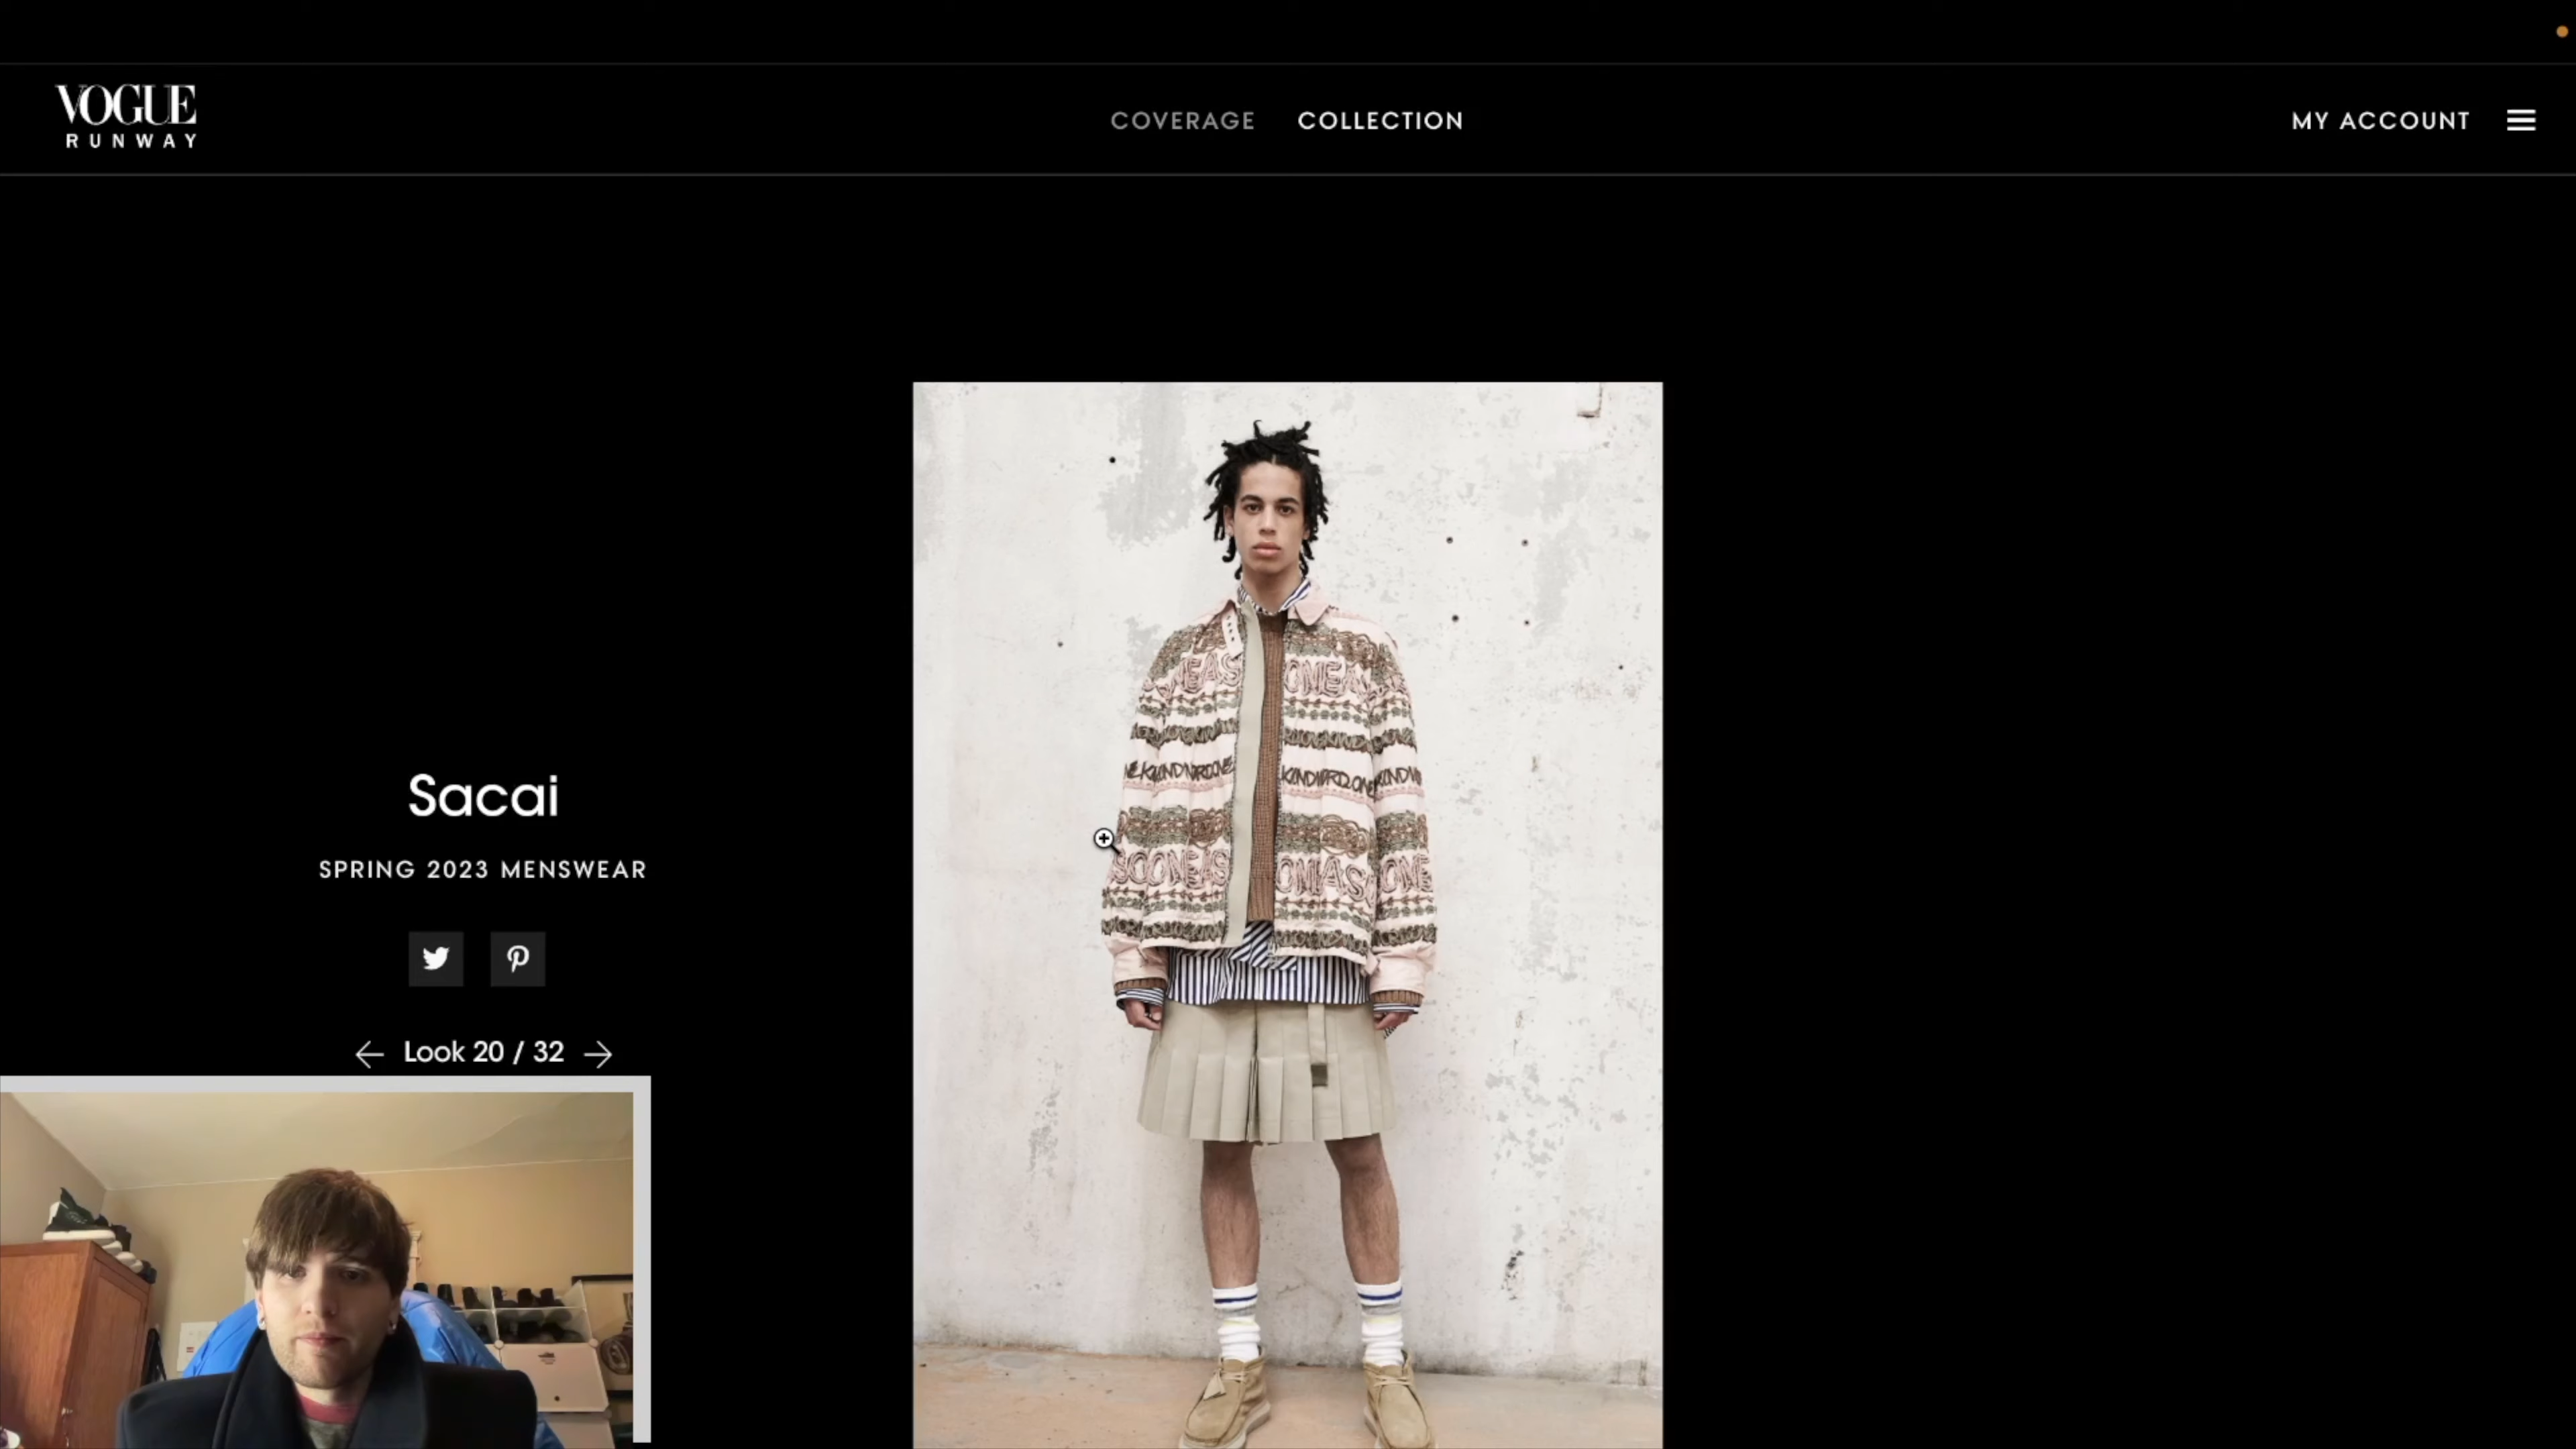 VOGUE
RUNWAY
COVERAGE
COLLECTION
MY ACCOUNT
Sacai
SPRING 2023 MENSWEAR
Look 20 / 32